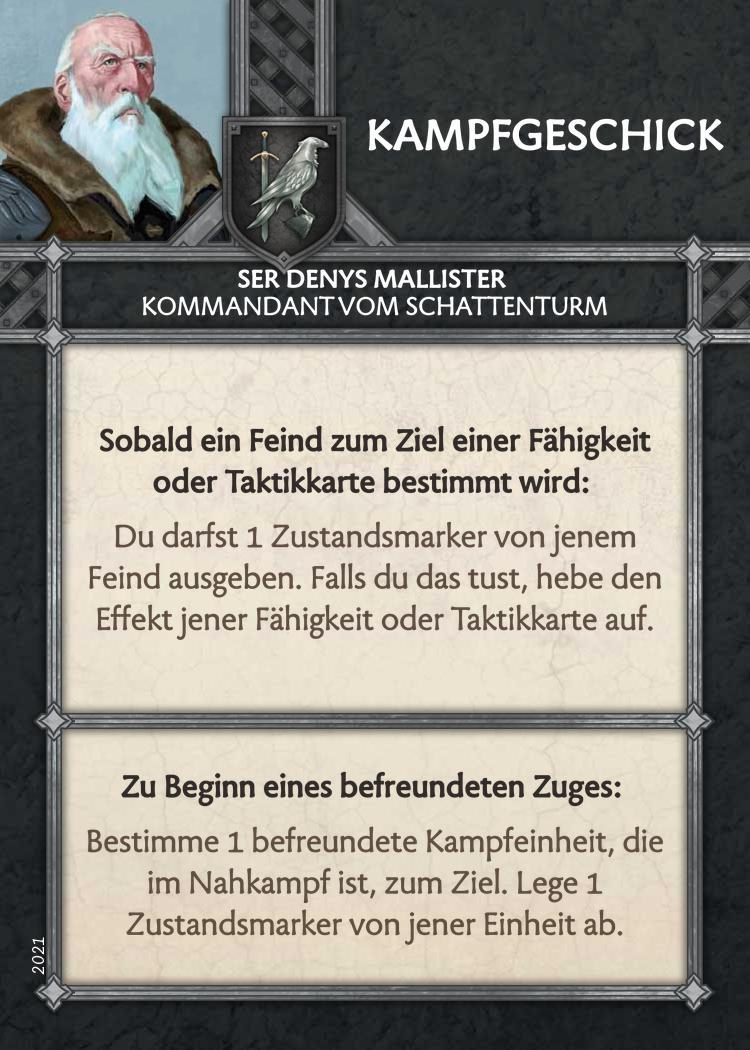 KAMPFGESCHICK
SER DENYS MALLISTER
KOMMANDANT VOM SCHATTENTURM
Sobald ein Feind zum Ziel einer Fähigkeit
oder Taktikkarte bestimmt wird:
Du darfst 1 Zustandsmarker von jenem
Feind ausgeben. Falls du das tust, hebe den
Effekt jener Fähigkeit oder Taktikkarte auf.
Zu Beginn eines befreundeten Zuges:
Bestimme 1 befreundete Kampfeinheit, die
im Nahkampf ist, zum Ziel. Lege 1
Zustandsmarker von jener Einheit ab.
2021